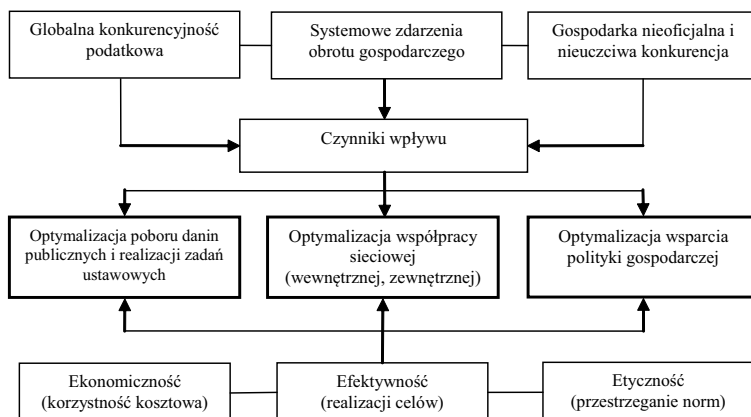 Globalna konkurencyjność
podatkowa
Systemowe zdarzenia
obrotu gospodarczego
Gospodarka nieoficjalna i
nieuczciwa konkurencja
Czynniki wpływu
Optymalizacja poboru danin
publicznych i realizacji zadań
ustawowych
Optymalizacja współpracy
sieciowej
(wewnętrznej, zewnętrznej)
Optymalizacja wsparcia
polityki gospodarczej
Ekonomiczność
(korzystność kosztowa)
Efektywność
(realizacji celów)
Etyczność
(przestrzeganie norm)